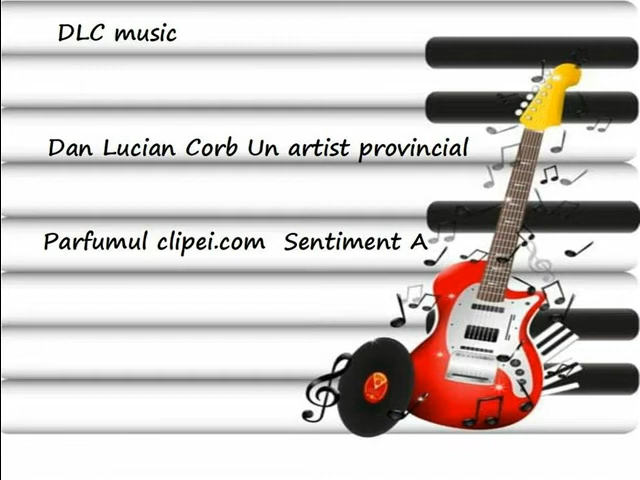 DLC music
Dan Lucian Corb Un artist provincial
Parfumul clipei.com Sentiment A